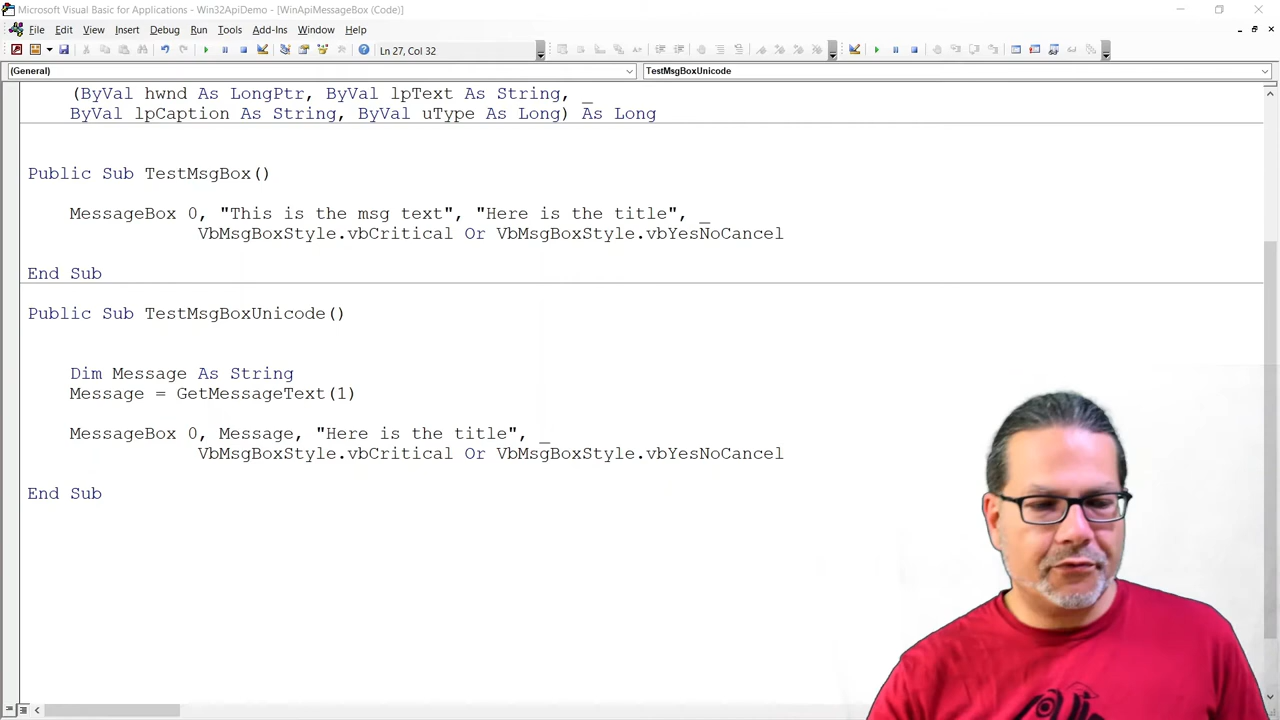 Microsoft Visual Basic for Applications - Win32ApiDemo - [WinApiMessageBox (Code)]
File Edit View Insert Format Debug Run Tools Add-Ins Window Help
Ln 27, Col 32
(General) TestMsgBoxUnicode
(ByVal hwnd As LongPtr, ByVal lpText As String, _
ByVal lpCaption As String, ByVal uType As Long) As Long
Public Sub TestMsgBox()
MessageBox 0, "This is the msg text", "Here is the title", _
VbMsgBoxStyle.vbCritical Or VbMsgBoxStyle.vbYesNoCancel
End Sub
Public Sub TestMsgBoxUnicode()
Dim Message As String
Message = GetMessageText(1)
MessageBox 0, Message, "Here is the title", _
VbMsgBoxStyle.vbCritical Or VbMsgBoxStyle.vbYesNoCancel
End Sub